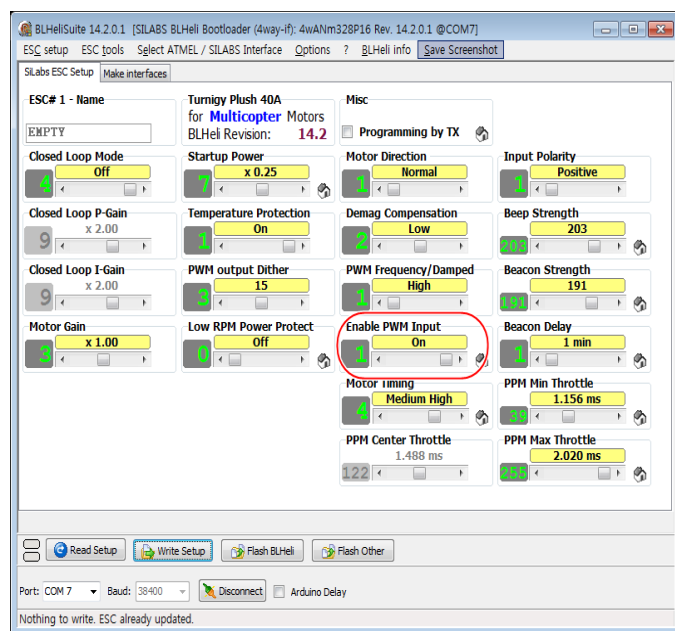 BLHeliSuite 14.2.0.1 [SILABS BLHeli Bootloader (4way-if): 4wANm328P16 Rev. 14.2.0.1 @COM7]
ESC setup ESC tools Select ATMEL / SILABS Interface Options ? BLHeli info Save Screenshot
SiLabs ESC Setup Make interfaces
ESC# 1 - Name
EMPTY
Turnigy Plush 40A
for Multicopter Motors
BLHeli Revision: 14.2
Misc
Programming by TX
Closed Loop Mode
Off
4
Startup Power
x 0.25
7
Motor Direction
Normal
1
Input Polarity
Positive
1
Closed Loop P-Gain
x 2.00
9
Temperature Protection
On
1
Demag Compensation
Low
2
Beep Strength
203
203
Closed Loop I-Gain
x 2.00
9
PWM output Dither
15
3
PWM Frequency/Damped
High
1
Beacon Strength
191
191
Motor Gain
x 1.00
3
Low RPM Power Protect
Off
0
Enable PWM Input
On
1
Beacon Delay
1 min
1
Motor Timing
Medium High
4
PPM Min Throttle
1.156 ms
39
PPM Center Throttle
1.488 ms
122
PPM Max Throttle
2.020 ms
255
Read Setup Write Setup Flash BLHeli Flash Other
Port: COM 7 Baud: 38400 Disconnect Arduino Delay
Nothing to write. ESC already updated.